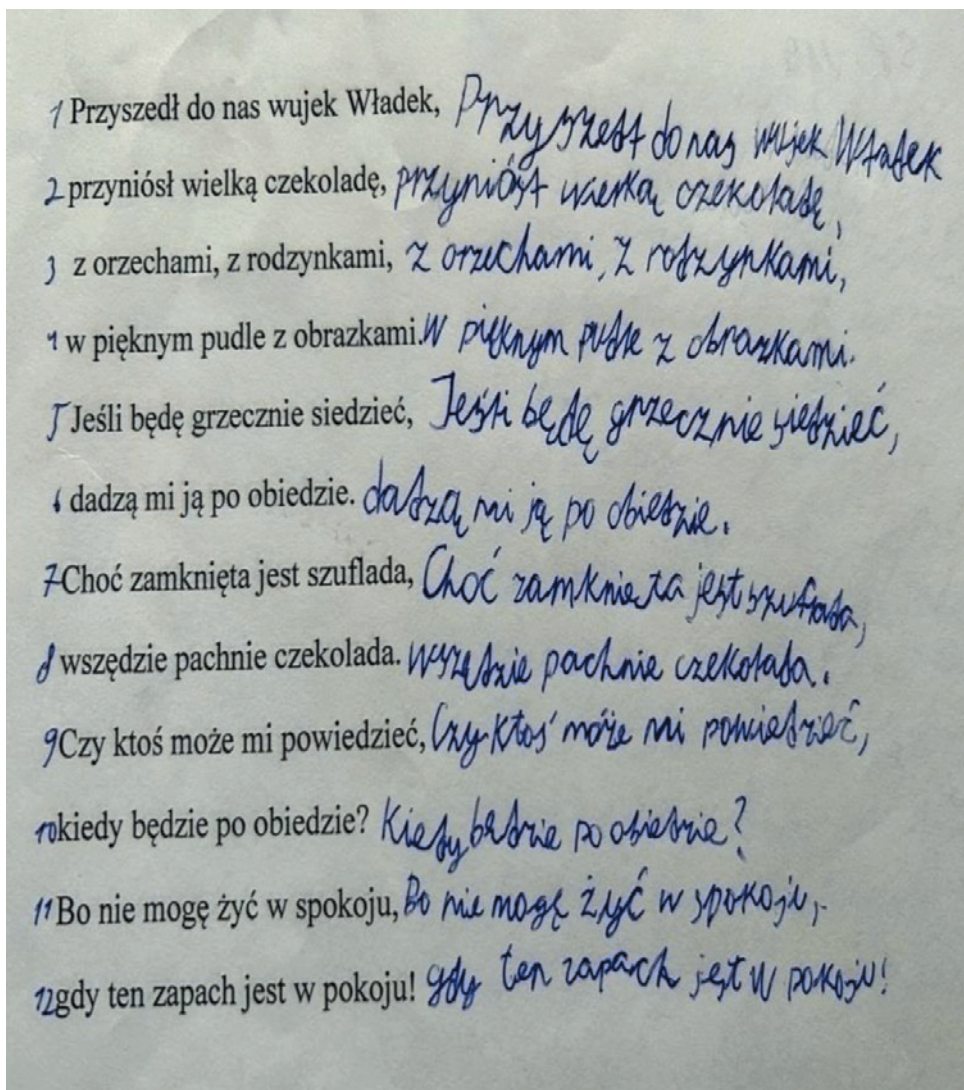 1 Przyszedł do nas wujek Władek, Przyszedł do nas wujek Władek
2 przyniósł wielką czekoladę, przyniósł wielką czekoladę,
3 z orzechami, z rodzynkami, z orzechami, z rodzynkami,
4 w pięknym pudle z obrazkami. W pięknym pudle z obrazkami.
5 Jeśli będę grzecznie siedzieć, Jeśli będę grzecznie siedzieć,
6 dadzą mi ją po obiedzie. dadzą mi ją po obiedzie.
7 Choć zamknięta jest szuflada, Choć zamknięta jest szuflada,
8 wszędzie pachnie czekolada. wszędzie pachnie czekolada.
9 Czy ktoś może mi powiedzieć, Czy ktoś może mi powiedzieć,
10 kiedy będzie po obiedzie? Kiedy będzie po obiedzie?
11 Bo nie mogę żyć w spokoju, Bo nie mogę żyć w spokoju,
12 gdy ten zapach jest w pokoju! gdy ten zapach jest w pokoju!